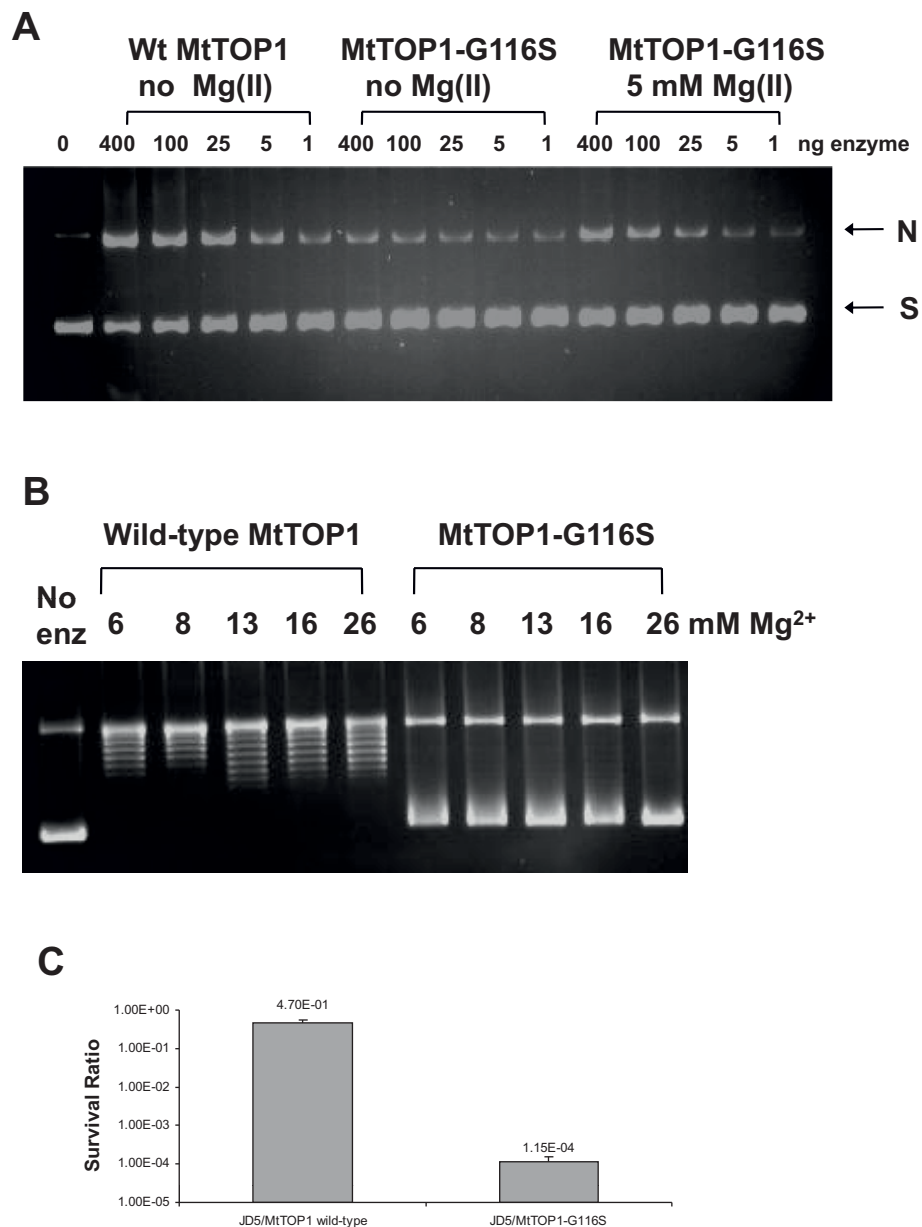 A
Wt MtTOP1
no Mg(II)
MtTOP1-G116S
no Mg(II)
MtTOP1-G116S
5 mM Mg(II)
0 400 100 25 5 1 400 100 25 5 1 400 100 25 5 1 ng enzyme
N
S
B
Wild-type MtTOP1
MtTOP1-G116S
No
enz
6 8 13 16 26 6 8 13 16 26 mM Mg²⁺
C
Survival Ratio
1.00E+00
1.00E-01
1.00E-02
1.00E-03
1.00E-04
1.00E-05
4.70E-01
1.15E-04
JD5/MtTOP1 wild-type
JD5/MtTOP1-G116S